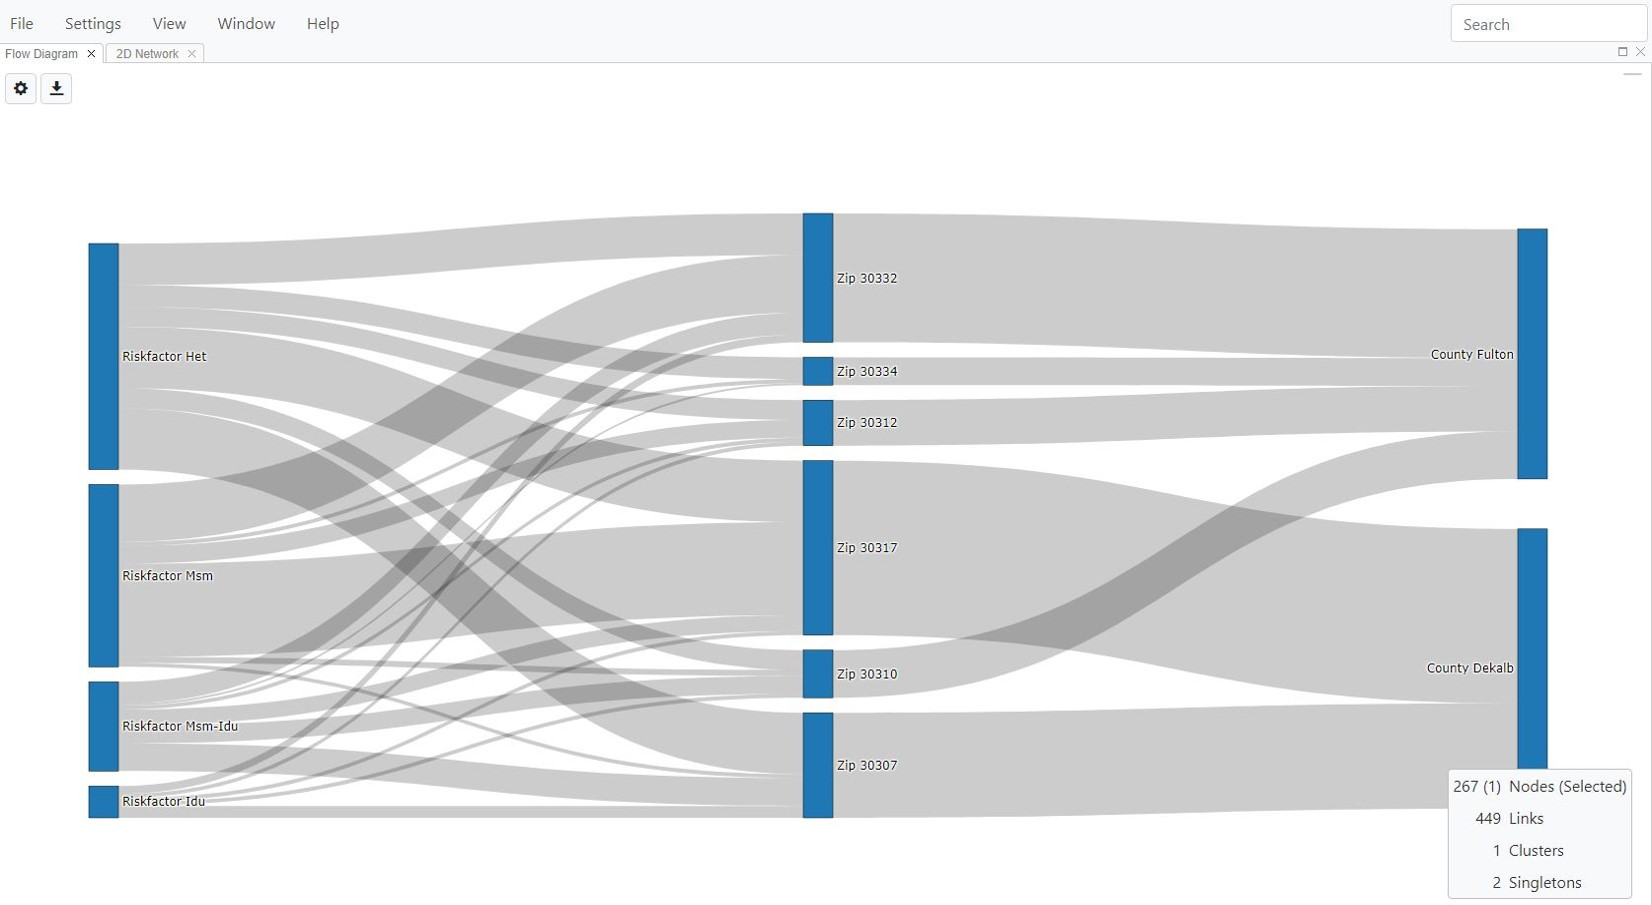 File Settings View Window Help Search
Flow Diagram 2D Network
Zip 30332
Riskfactor Het
County Fulton
Zip 30334
Zip 30312
Zip 30317
Riskfactor Msm
County Dekalb
Zip 30310
Riskfactor Msm-Idu
Zip 30307
Riskfactor Idu
267 (1) Nodes (Selected)
449 Links
1 Clusters
2 Singletons